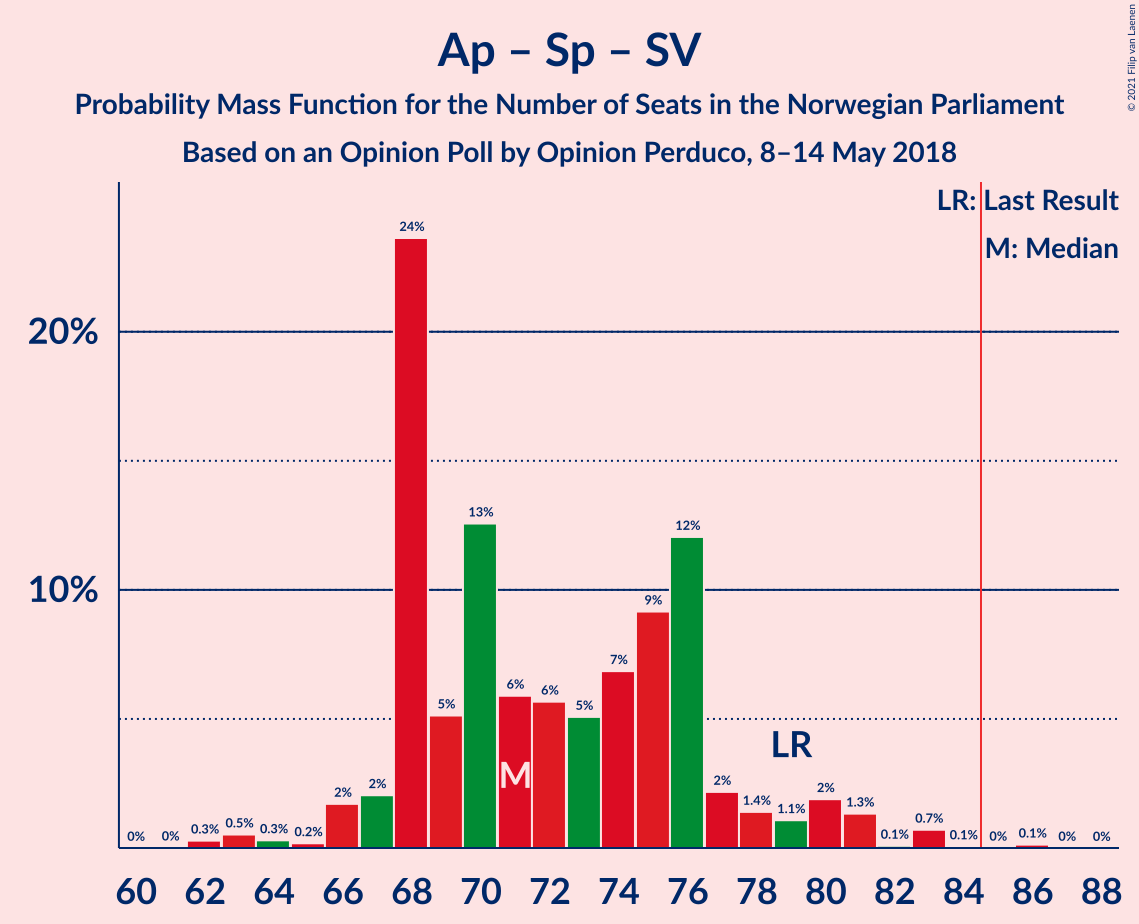 Ap – Sp – SV
Probability Mass Function for the Number of Seats in the Norwegian Parliament
Based on an Opinion Poll by Opinion Perduco, 8–14 May 2018
© 2021 Filip van Laenen
LR: Last Result
M: Median
20%
10%
0% 0% 0.3% 0.5% 0.3% 0.2% 2% 2% 24% 5% 13% 6% 6% 5% 7% 9% 12% 2% 1.4% 1.1% 2% 1.3% 0.1% 0.7% 0.1% 0% 0.1% 0% 0%
LR
M
60 62 64 66 68 70 72 74 76 78 80 82 84 86 88